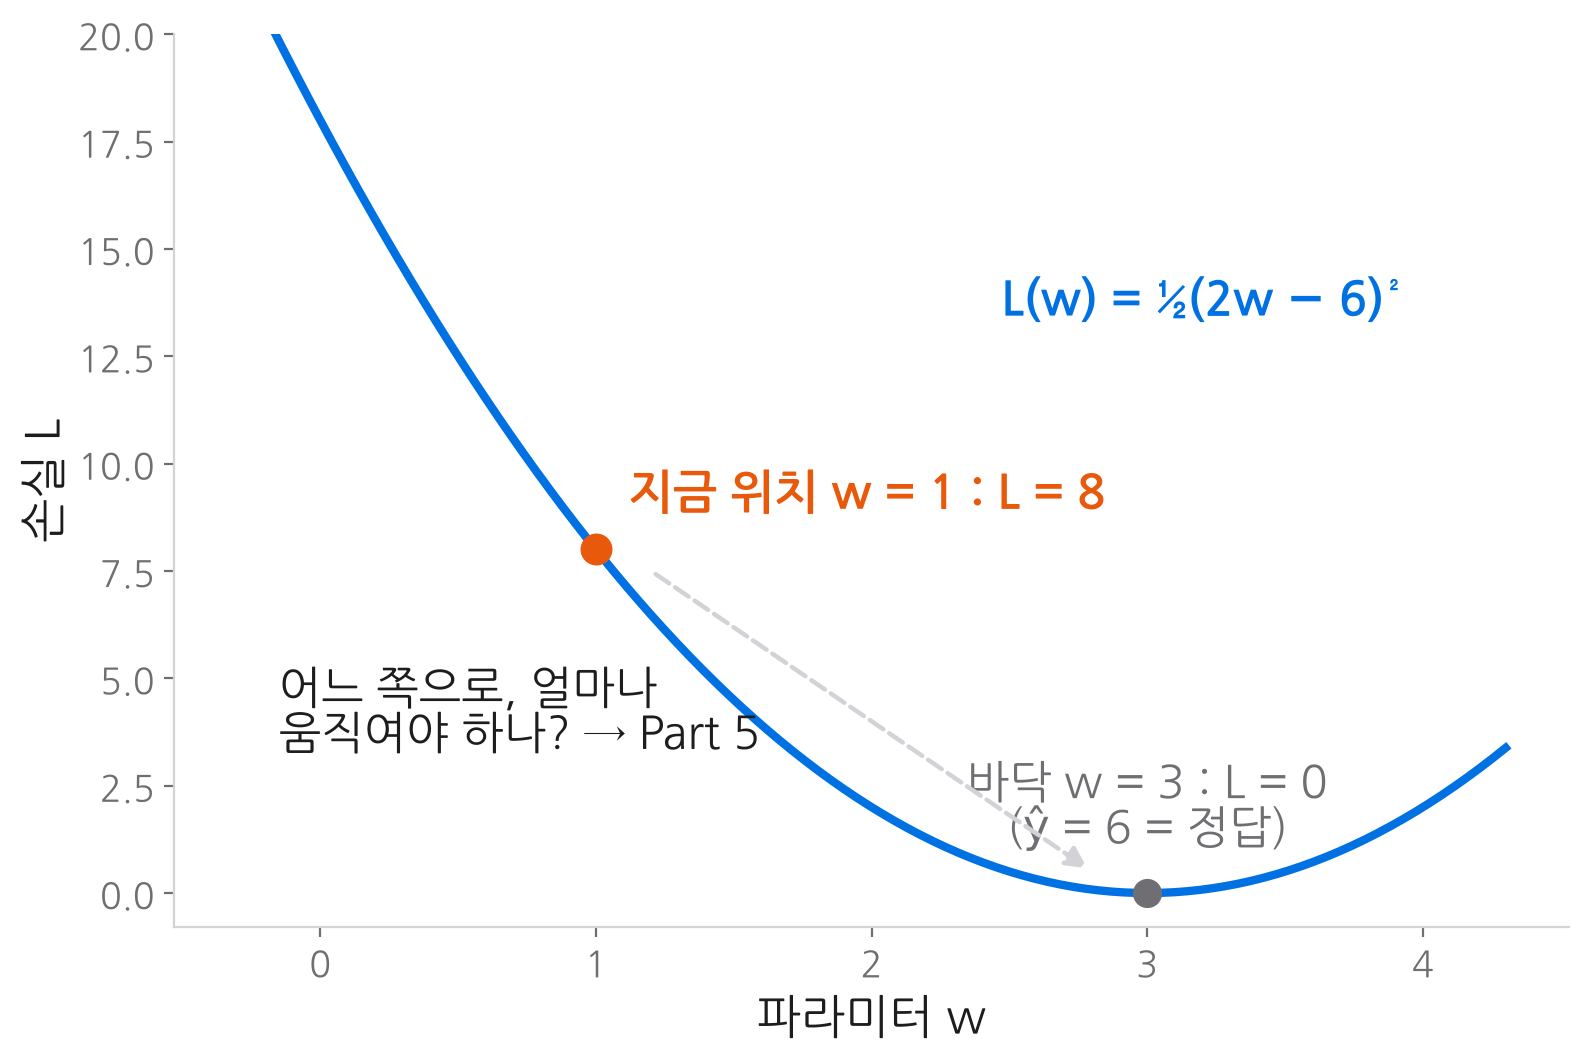 20.0
17.5
15.0
12.5
10.0
7.5
5.0
2.5
0.0
손실 L
L(w) = ½(2w − 6)²
지금 위치 w = 1 : L = 8
어느 쪽으로, 얼마나
움직여야 하나? → Part 5
바닥 w = 3 : L = 0
(ŷ = 6 = 정답)
0
1
2
3
4
파라미터 w